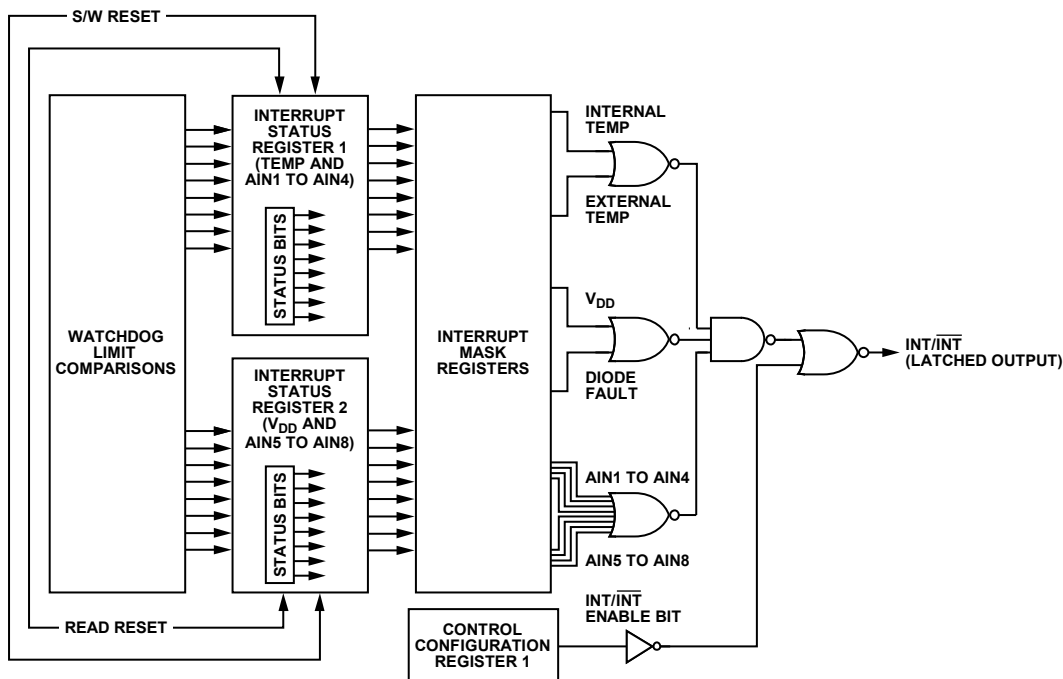 S/W RESET
WATCHDOG
LIMIT
COMPARISONS
INTERRUPT
STATUS
REGISTER 1
(TEMP AND
AIN1 TO AIN4)
STATUS BITS
INTERRUPT
STATUS
REGISTER 2
(VDD AND
AIN5 TO AIN8)
STATUS BITS
READ RESET
INTERRUPT
MASK
REGISTERS
INTERNAL
TEMP
EXTERNAL
TEMP
VDD
DIODE
FAULT
AIN1 TO AIN4
AIN5 TO AIN8
INT/I̅N̅T̅
(LATCHED OUTPUT)
CONTROL
CONFIGURATION
REGISTER 1
INT/I̅N̅T̅
ENABLE BIT